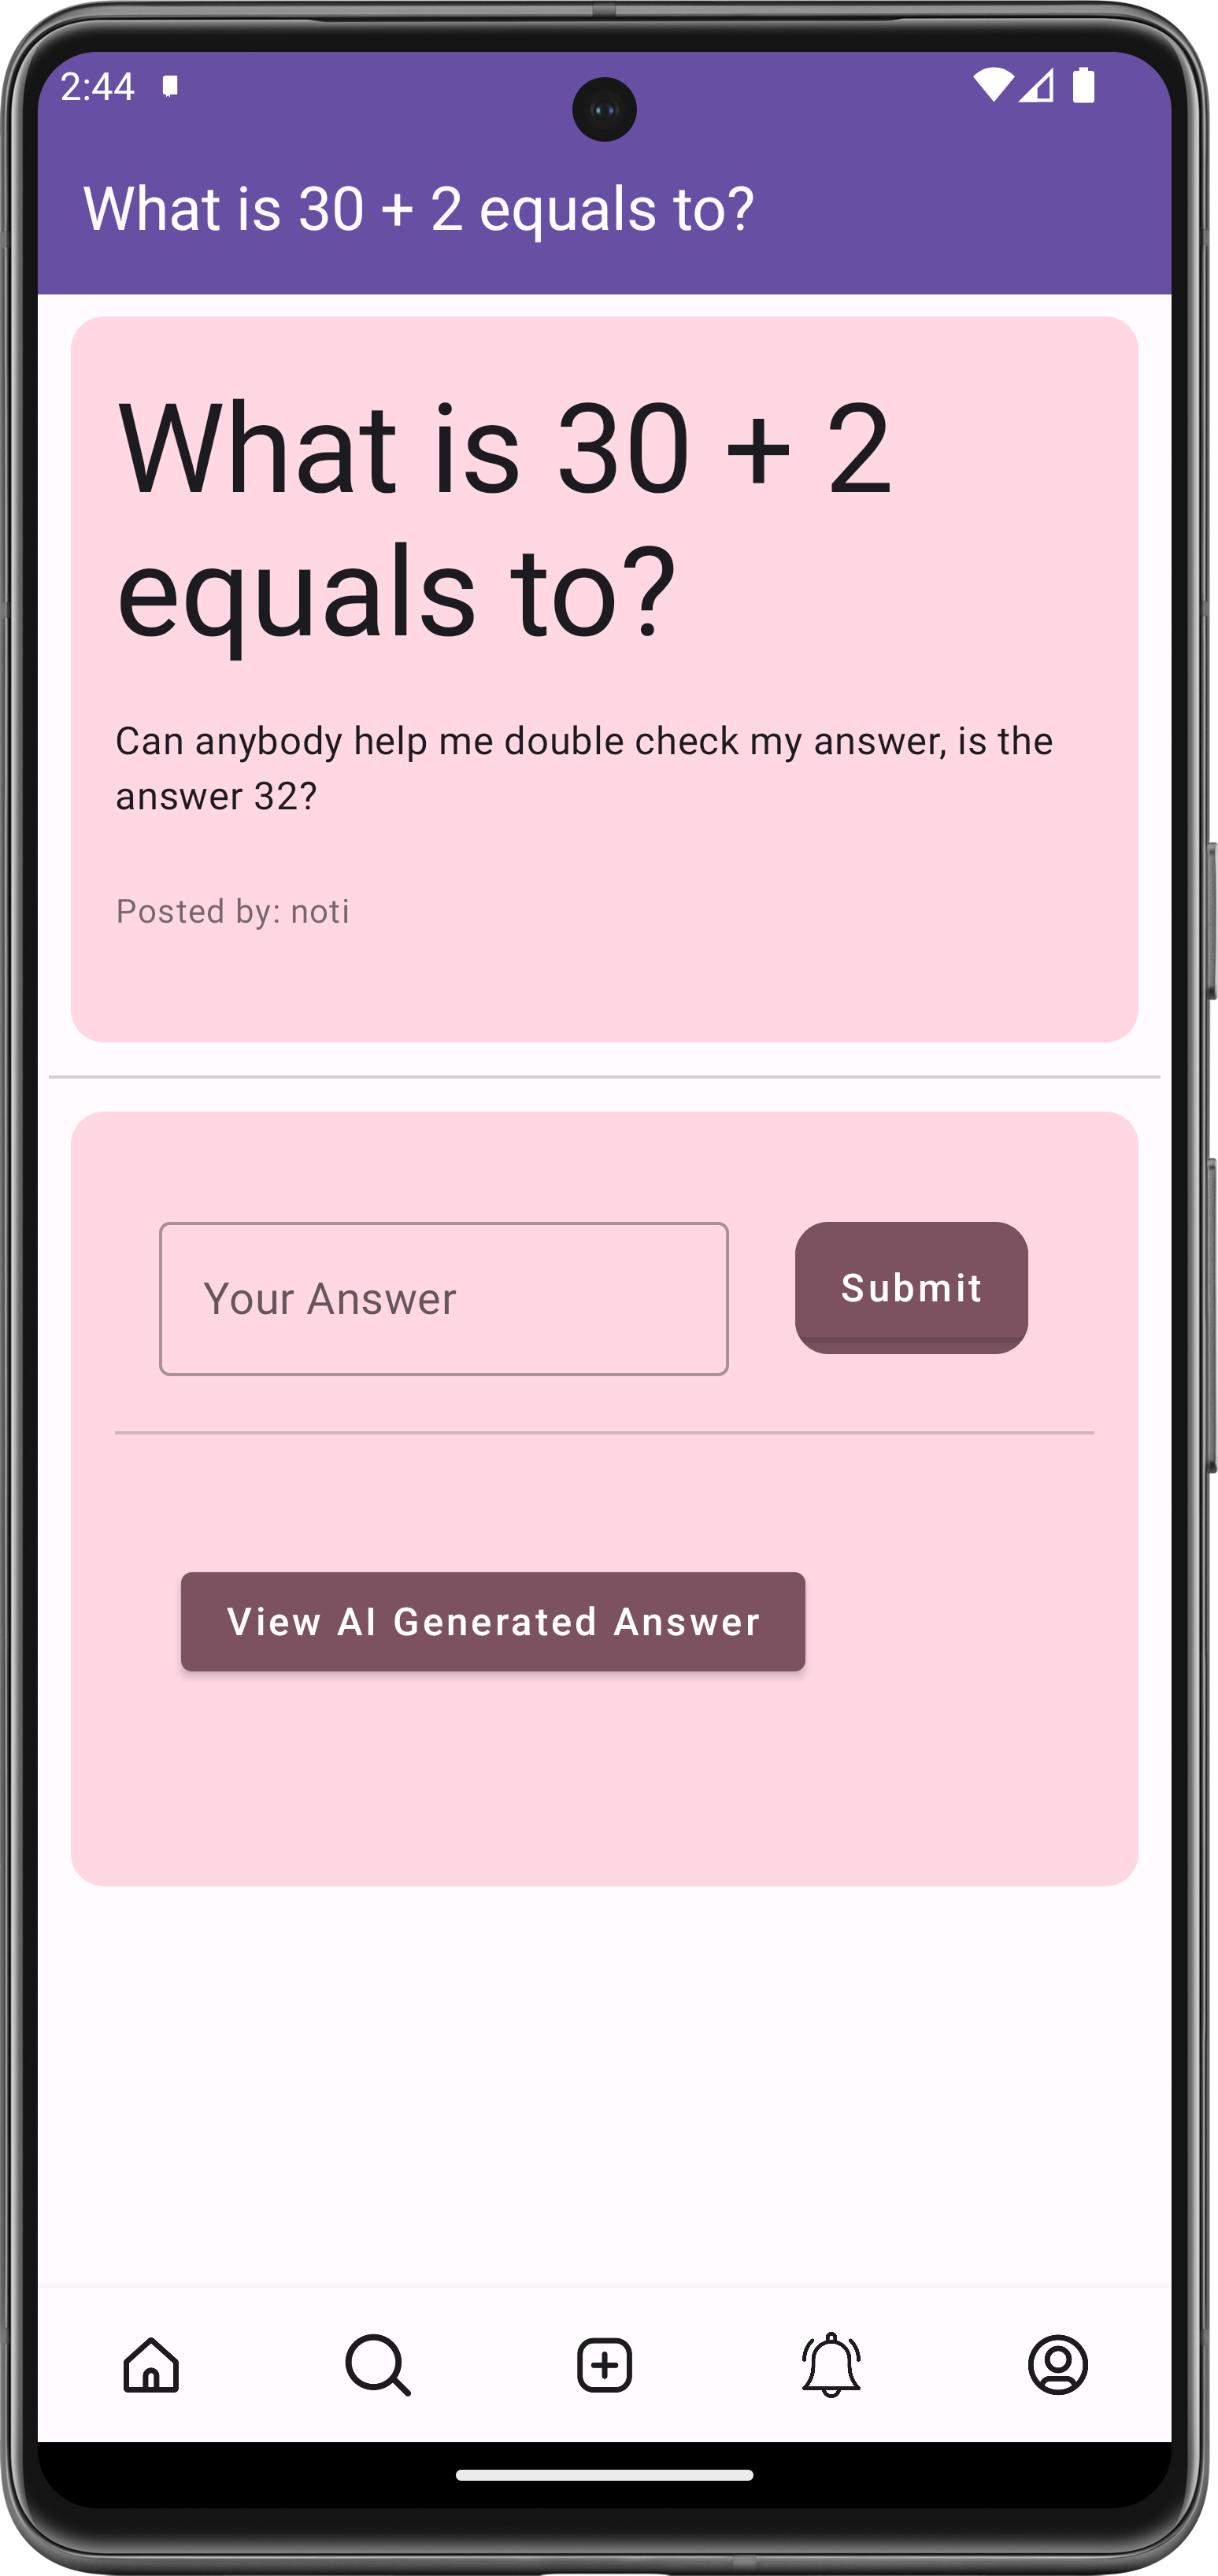 2:44
What is 30 + 2 equals to?
What is 30 + 2
equals to?
Can anybody help me double check my answer, is the
answer 32?
Posted by: noti
Your Answer
Submit
View AI Generated Answer